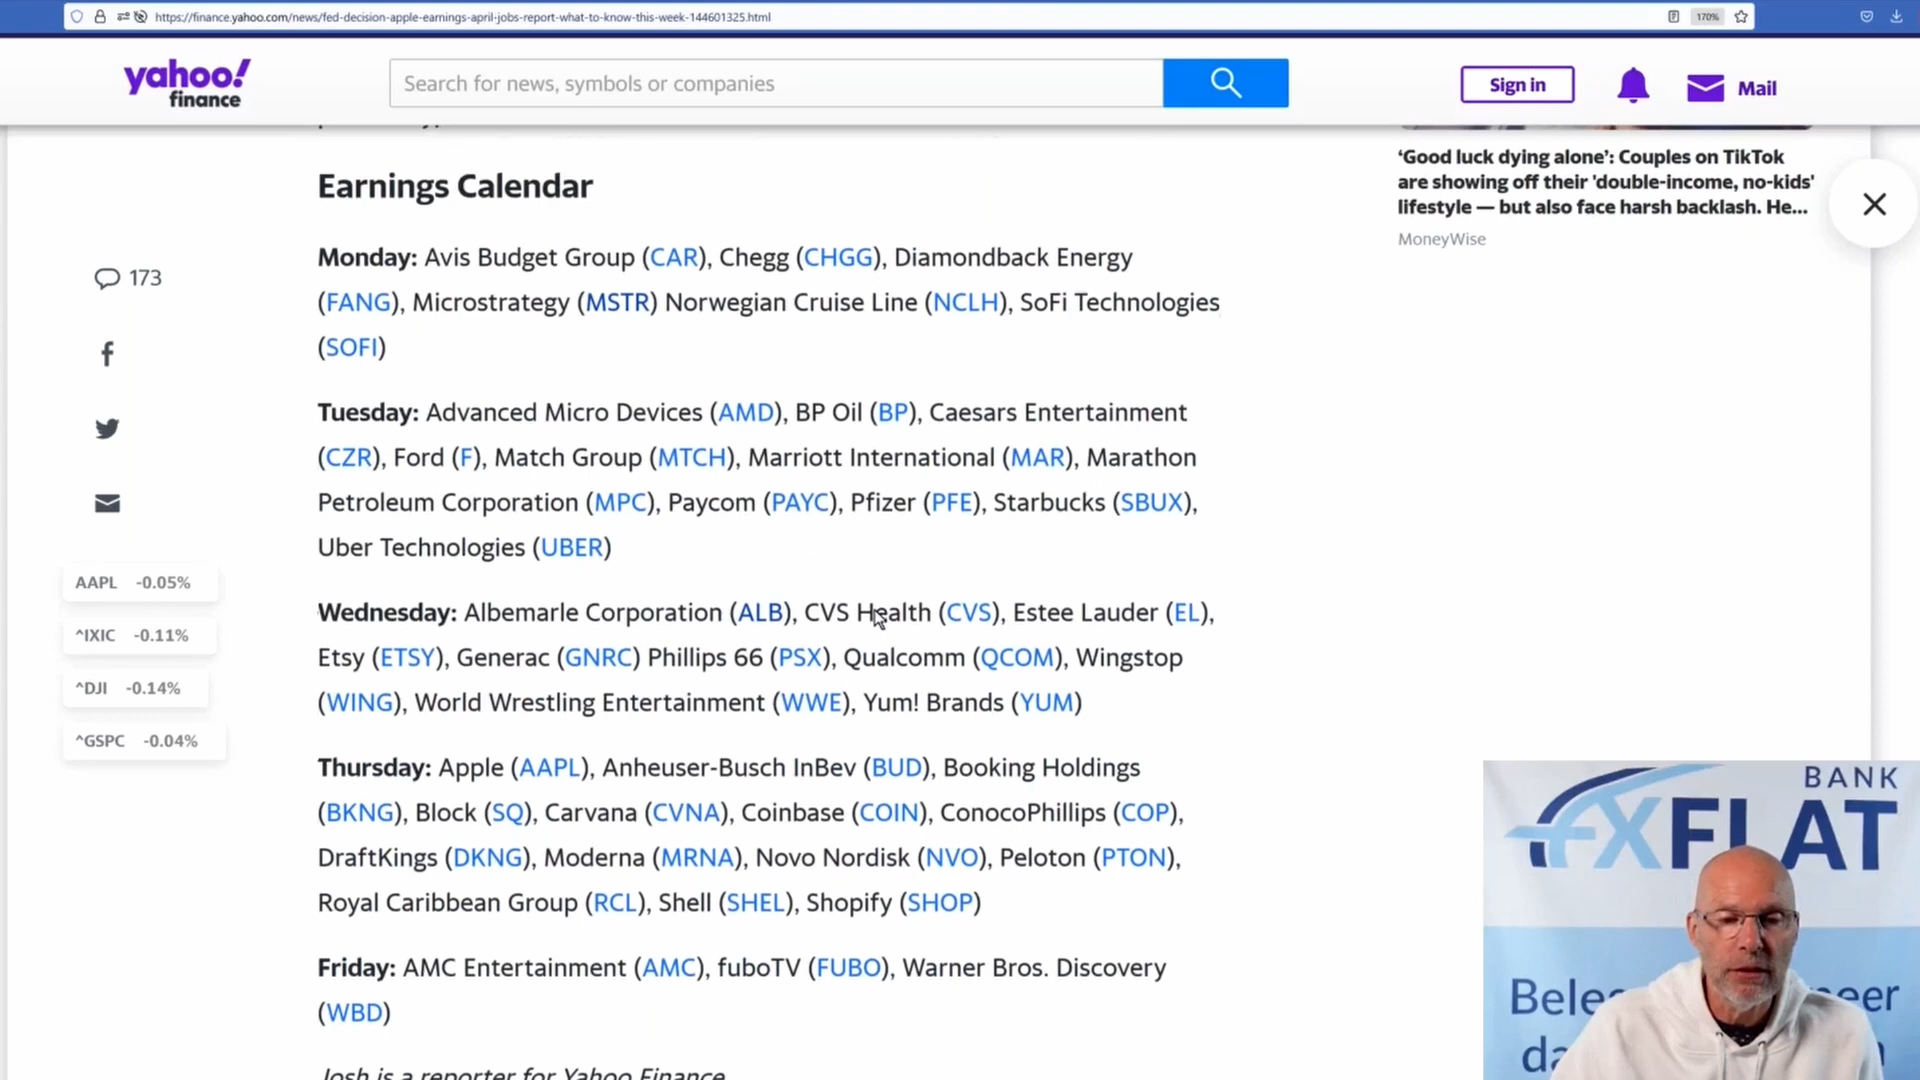 https://finance.yahoo.com/news/fed-decision-apple-earnings-april-jobs-report-what-to-know-this-week-144601325.html
170%
yahoo!
finance
Search for news, symbols or companies
Sign in
Mail
Earnings Calendar
Monday: Avis Budget Group (CAR), Chegg (CHGG), Diamondback Energy
(FANG), Microstrategy (MSTR) Norwegian Cruise Line (NCLH), SoFi Technologies
(SOFI)
Tuesday: Advanced Micro Devices (AMD), BP Oil (BP), Caesars Entertainment
(CZR), Ford (F), Match Group (MTCH), Marriott International (MAR), Marathon
Petroleum Corporation (MPC), Paycom (PAYC), Pfizer (PFE), Starbucks (SBUX),
Uber Technologies (UBER)
Wednesday: Albemarle Corporation (ALB), CVS Health (CVS), Estee Lauder (EL),
Etsy (ETSY), Generac (GNRC) Phillips 66 (PSX), Qualcomm (QCOM), Wingstop
(WING), World Wrestling Entertainment (WWE), Yum! Brands (YUM)
Thursday: Apple (AAPL), Anheuser-Busch InBev (BUD), Booking Holdings
(BKNG), Block (SQ), Carvana (CVNA), Coinbase (COIN), ConocoPhillips (COP),
DraftKings (DKNG), Moderna (MRNA), Novo Nordisk (NVO), Peloton (PTON),
Royal Caribbean Group (RCL), Shell (SHEL), Shopify (SHOP)
Friday: AMC Entertainment (AMC), fuboTV (FUBO), Warner Bros. Discovery
(WBD)
Josh is a reporter for Yahoo Finance
173
AAPL -0.05%
^IXIC -0.11%
^DJI -0.14%
^GSPC -0.04%
‘Good luck dying alone’: Couples on TikTok
are showing off their 'double-income, no-kids'
lifestyle — but also face harsh backlash. He...
MoneyWise
BANK
FXFLAT